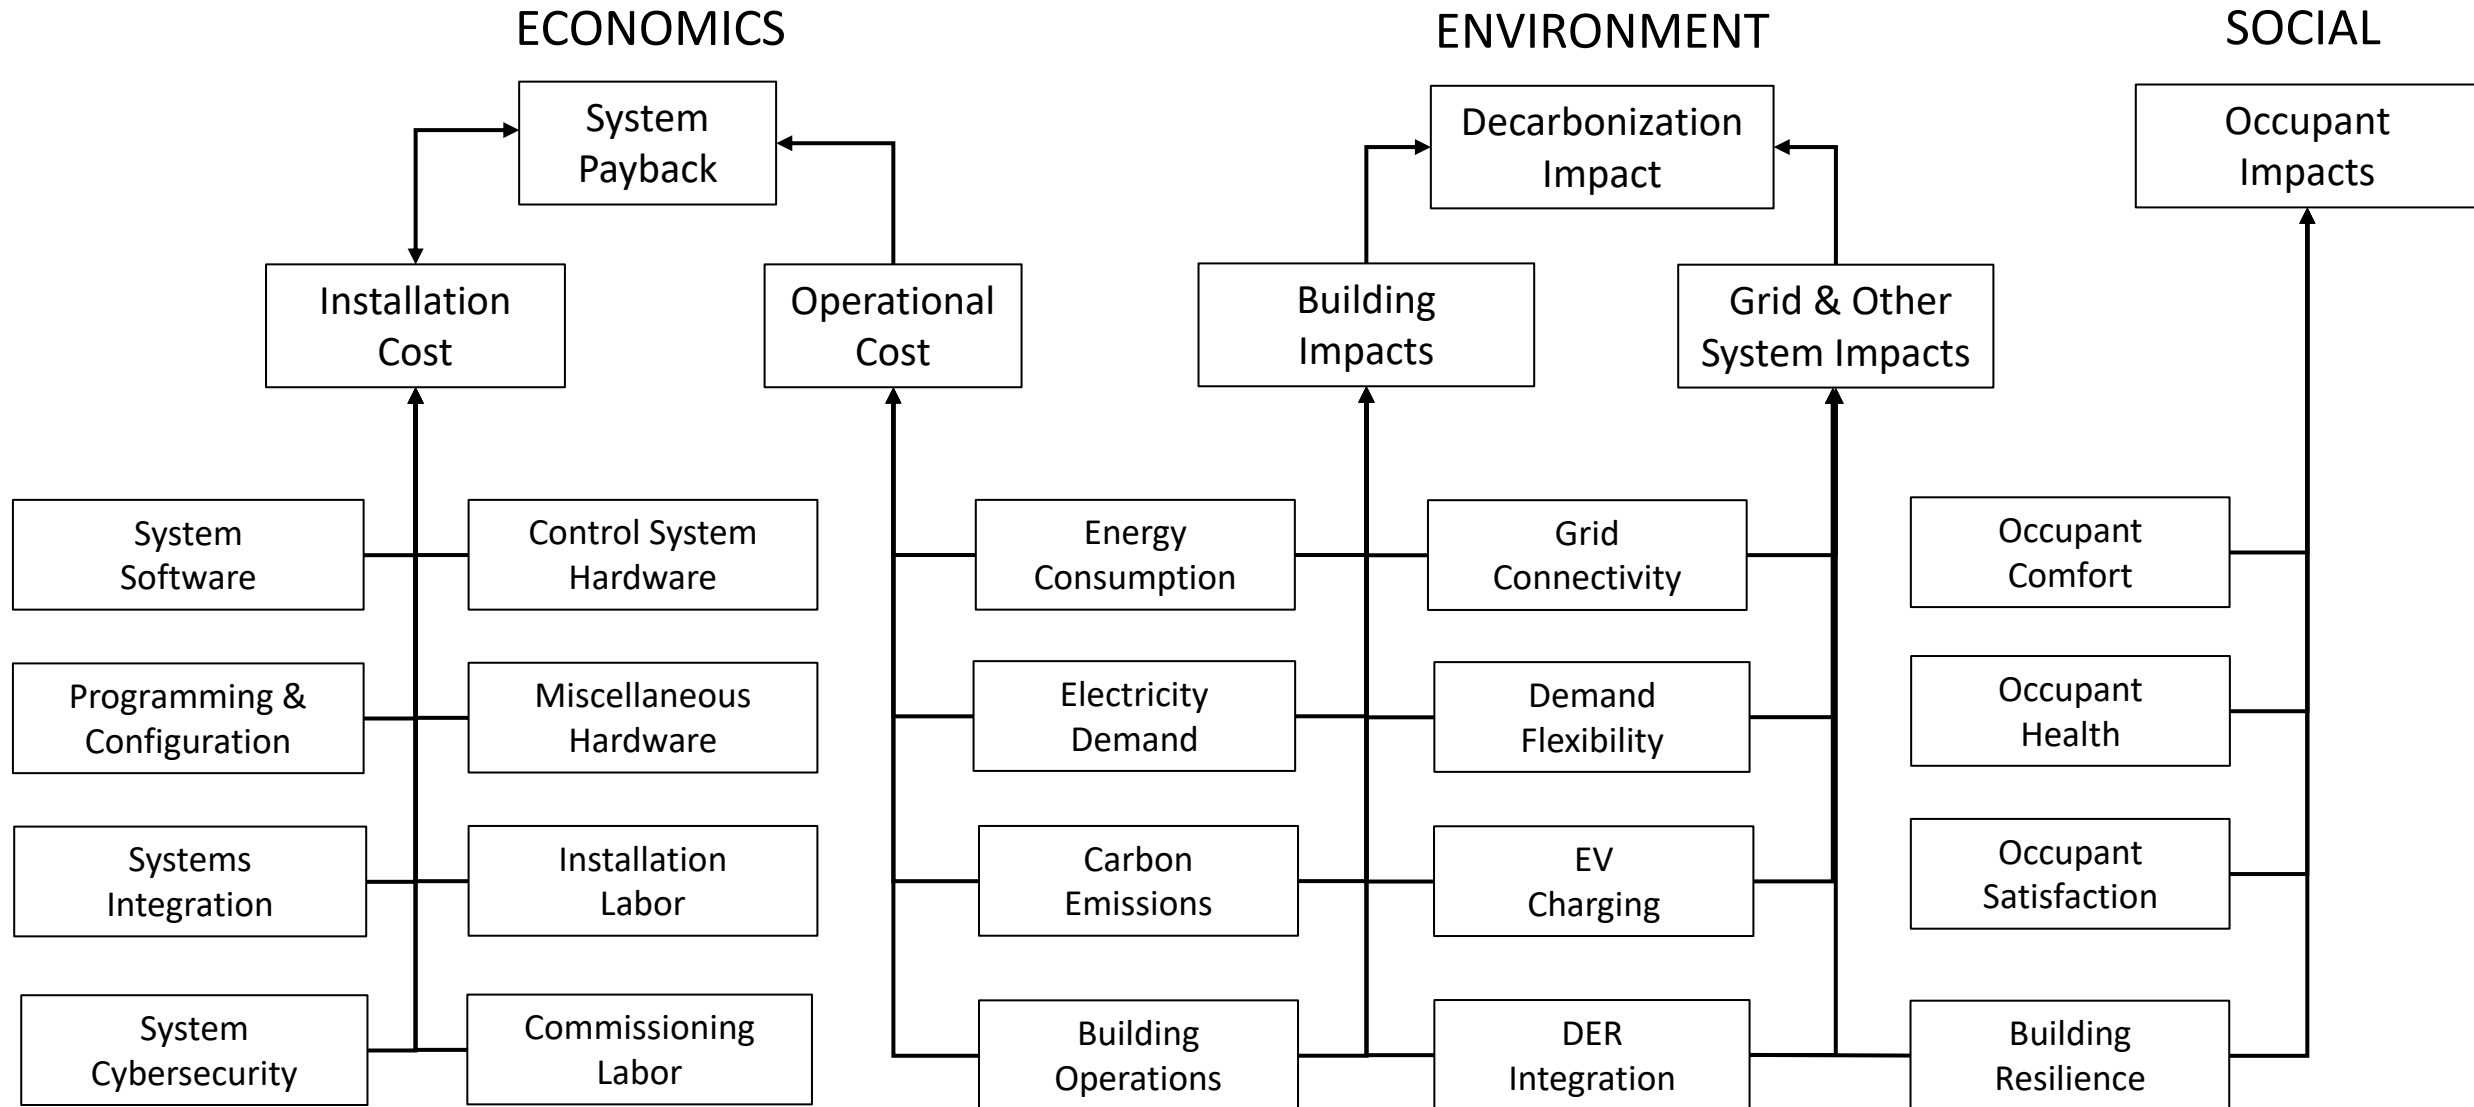 ECONOMICS
ENVIRONMENT
SOCIAL
System
Payback
Decarbonization
Impact
Occupant
Impacts
Installation
Cost
Operational
Cost
Building
Impacts
Grid & Other
System Impacts
System
Software
Control System
Hardware
Energy
Consumption
Grid
Connectivity
Occupant
Comfort
Programming &
Configuration
Miscellaneous
Hardware
Electricity
Demand
Demand
Flexibility
Occupant
Health
Systems
Integration
Installation
Labor
Carbon
Emissions
EV
Charging
Occupant
Satisfaction
System
Cybersecurity
Commissioning
Labor
Building
Operations
DER
Integration
Building
Resilience